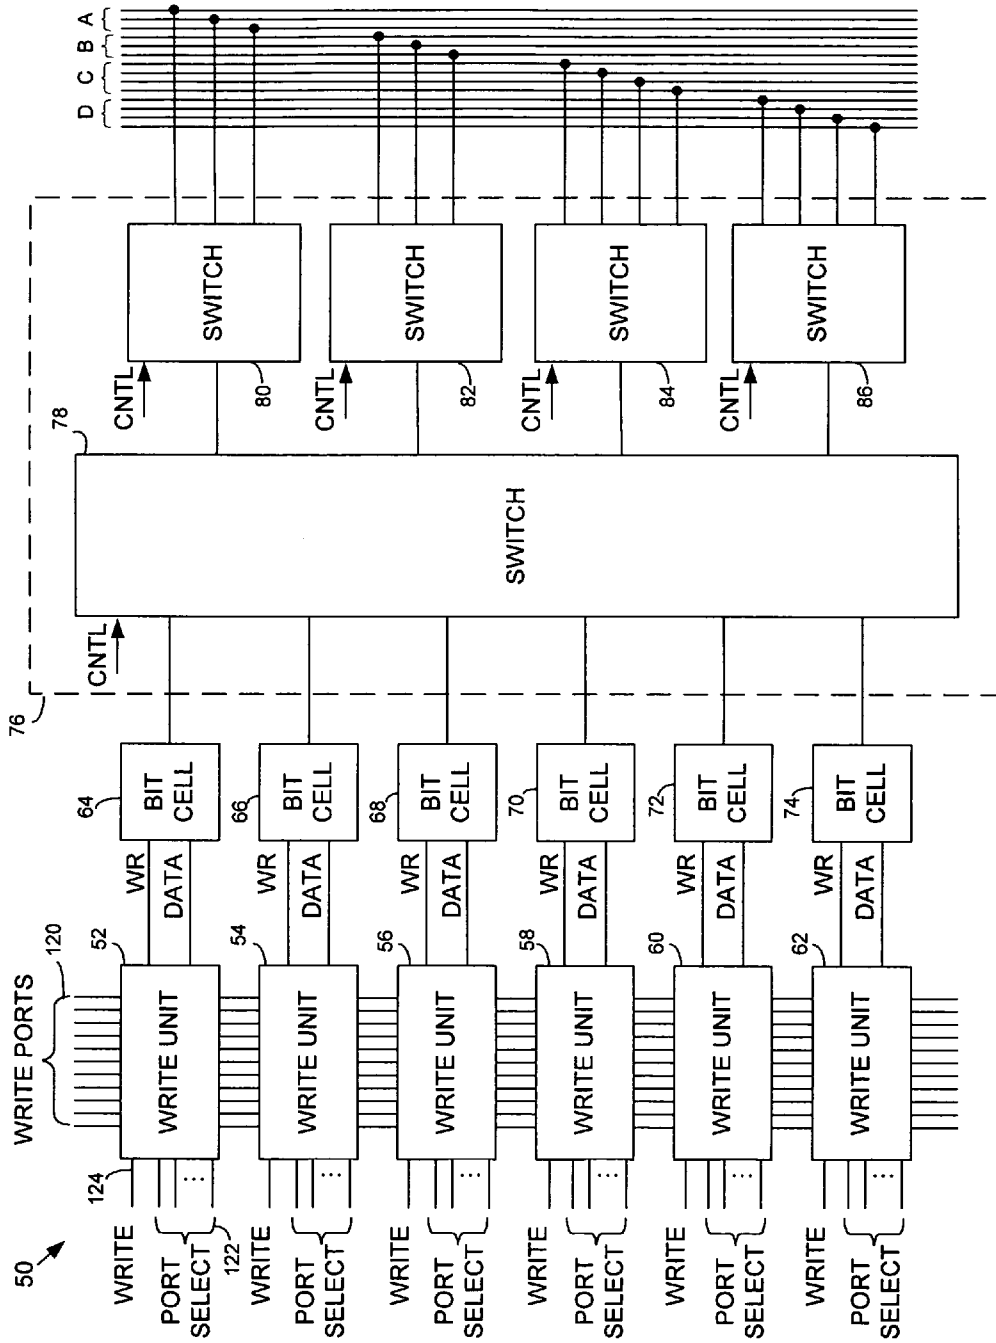 A
B
C
D
SWITCH
SWITCH
SWITCH
SWITCH
CNTL
80
CNTL
82
CNTL
84
CNTL
86
78
SWITCH
CNTL
76
64
BIT
CELL
66
BIT
CELL
68
BIT
CELL
70
BIT
CELL
72
BIT
CELL
74
BIT
CELL
WR
DATA
WR
DATA
WR
DATA
WR
DATA
WR
DATA
WR
DATA
WRITE PORTS
120
52
WRITE UNIT
54
WRITE UNIT
56
WRITE UNIT
58
WRITE UNIT
60
WRITE UNIT
62
WRITE UNIT
124
...
...
...
...
...
...
50
WRITE
PORT
SELECT
122
WRITE
PORT
SELECT
WRITE
PORT
SELECT
WRITE
PORT
SELECT
WRITE
PORT
SELECT
WRITE
PORT
SELECT